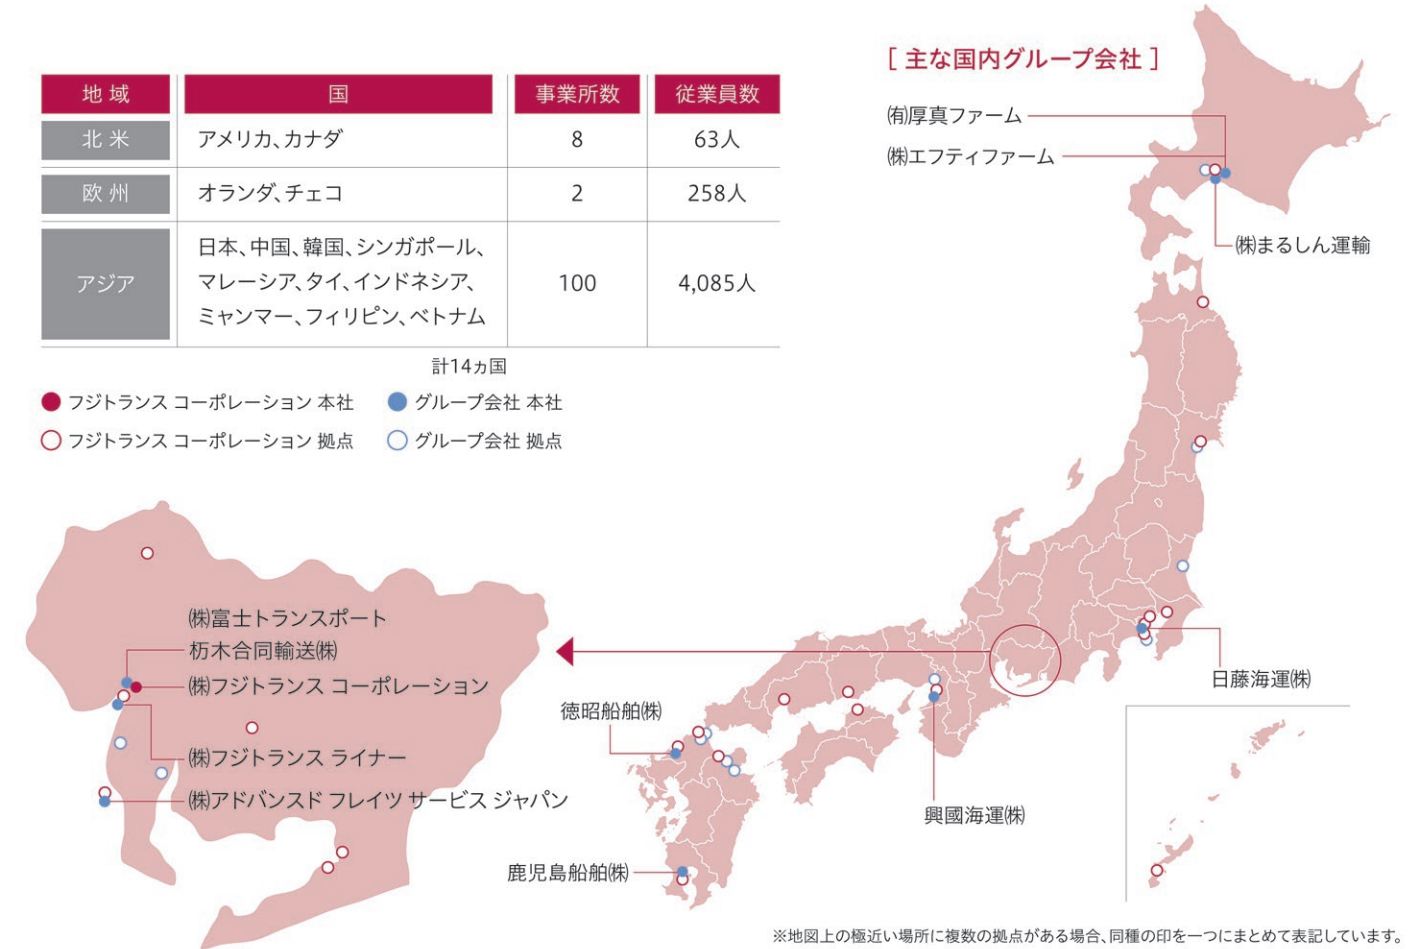 [ 主な国内グループ会社 ]
地域 国 事業所数 従業員数
北米 アメリカ、カナダ 8 63人
欧州 オランダ、チェコ 2 258人
アジア 日本、中国、韓国、シンガポール、
マレーシア、タイ、インドネシア、
ミャンマー、フィリピン、ベトナム 100 4,085人
計14ヵ国
フジトランス コーポレーション 本社 グループ会社 本社
フジトランス コーポレーション 拠点 グループ会社 拠点
㈲厚真ファーム
㈱エフティファーム
㈱まるしん運輸
㈱富士トランスポート
栃木合同輸送㈱
㈱フジトランス コーポレーション
㈱フジトランス ライナー
㈱アドバンスド フレイツ サービス ジャパン
日藤海運㈱
徳昭船舶㈱
興國海運㈱
鹿児島船舶㈱
※地図上の極近い場所に複数の拠点がある場合、同種の印を一つにまとめて表記しています。